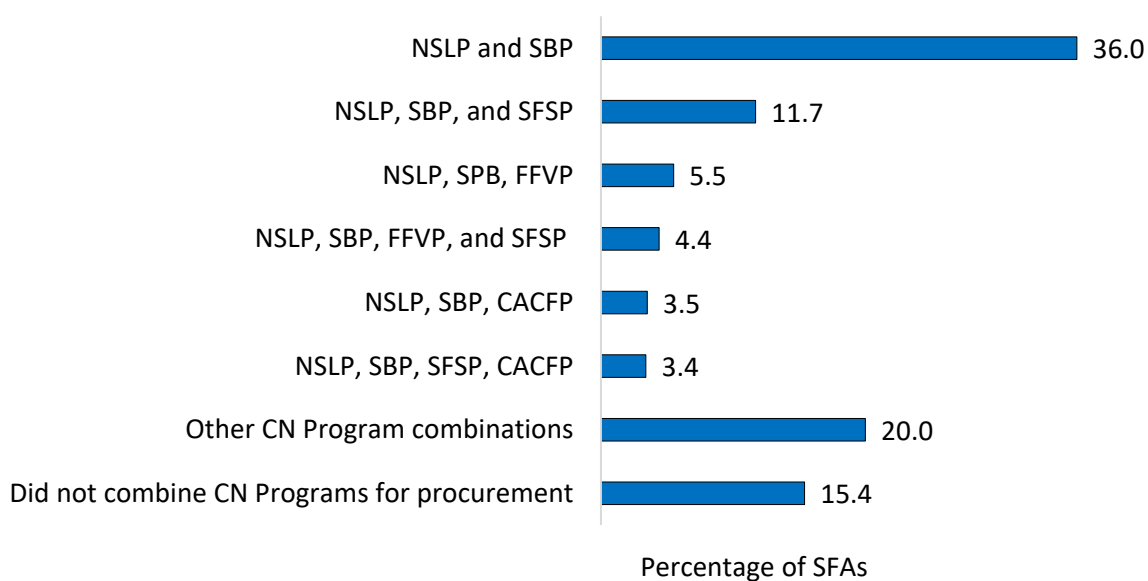 NSLP and SBP 36.0
NSLP, SBP, and SFSP 11.7
NSLP, SPB, FFVP 5.5
NSLP, SBP, FFVP, and SFSP 4.4
NSLP, SBP, CACFP 3.5
NSLP, SBP, SFSP, CACFP 3.4
Other CN Program combinations 20.0
Did not combine CN Programs for procurement 15.4
Percentage of SFAs